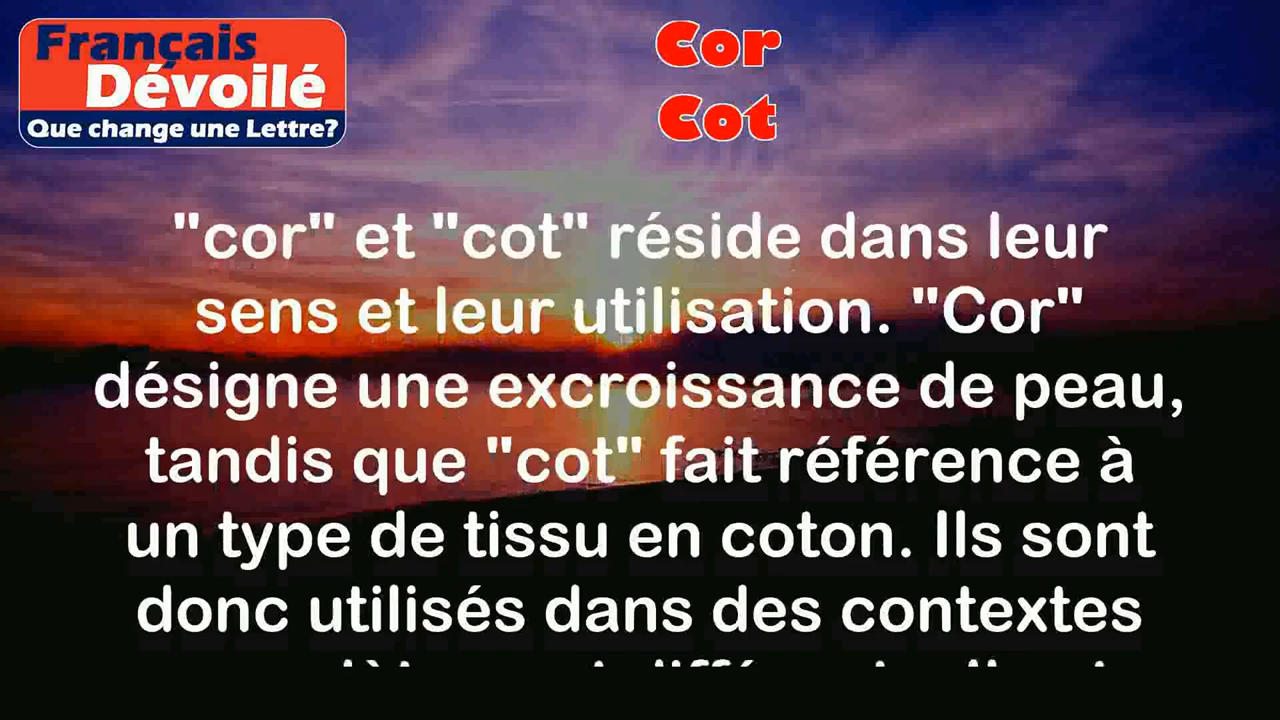 Français
Dévoilé
Que change une Lettre?
Cor
Cot
"cor" et "cot" réside dans leur
sens et leur utilisation. "Cor"
désigne une excroissance de peau,
tandis que "cot" fait référence à
un type de tissu en coton. Ils sont
donc utilisés dans des contextes